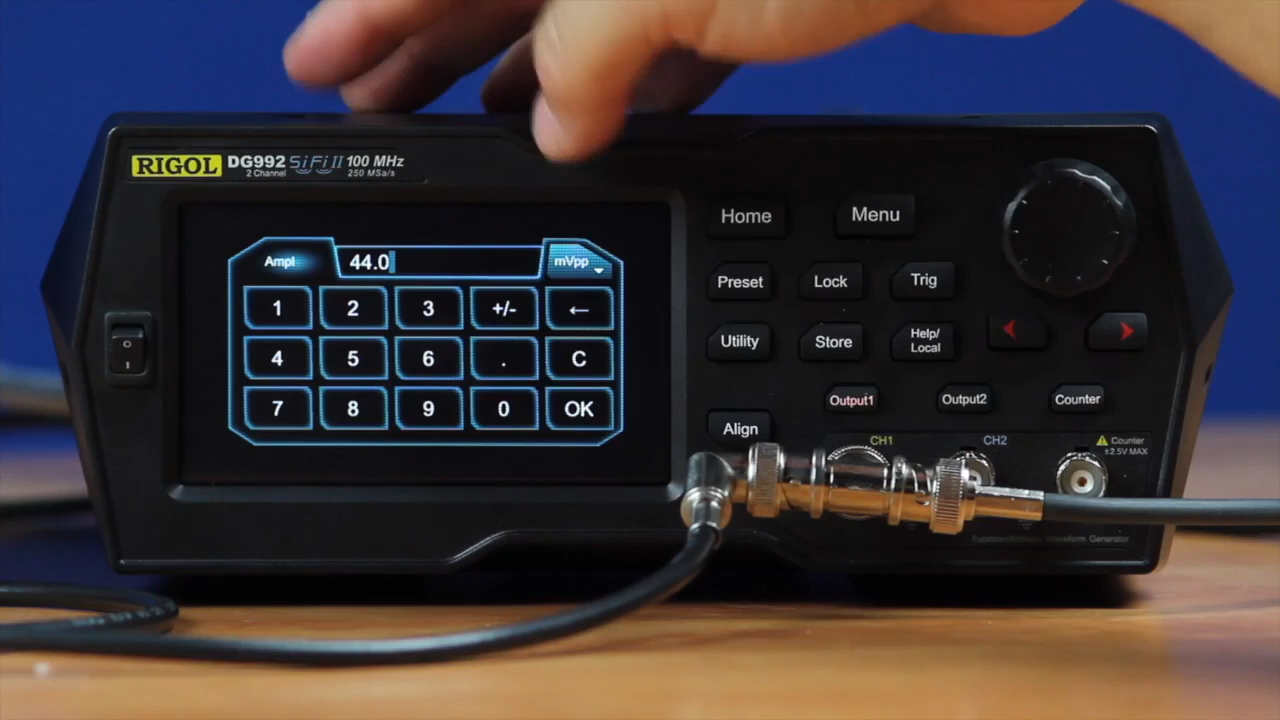 RIGOL DG992 SiFi II 100 MHz
2 Channel 250 MSa/s
Ampl 44.0 mVpp
1 2 3 +/- ←
4 5 6 . C
7 8 9 0 OK
O
I
Home Menu
Preset Lock Trig
Utility Store Help/
Local
Output1 Output2 Counter
Align
CH1 CH2 Counter
±2.5V MAX
Waveform Generator